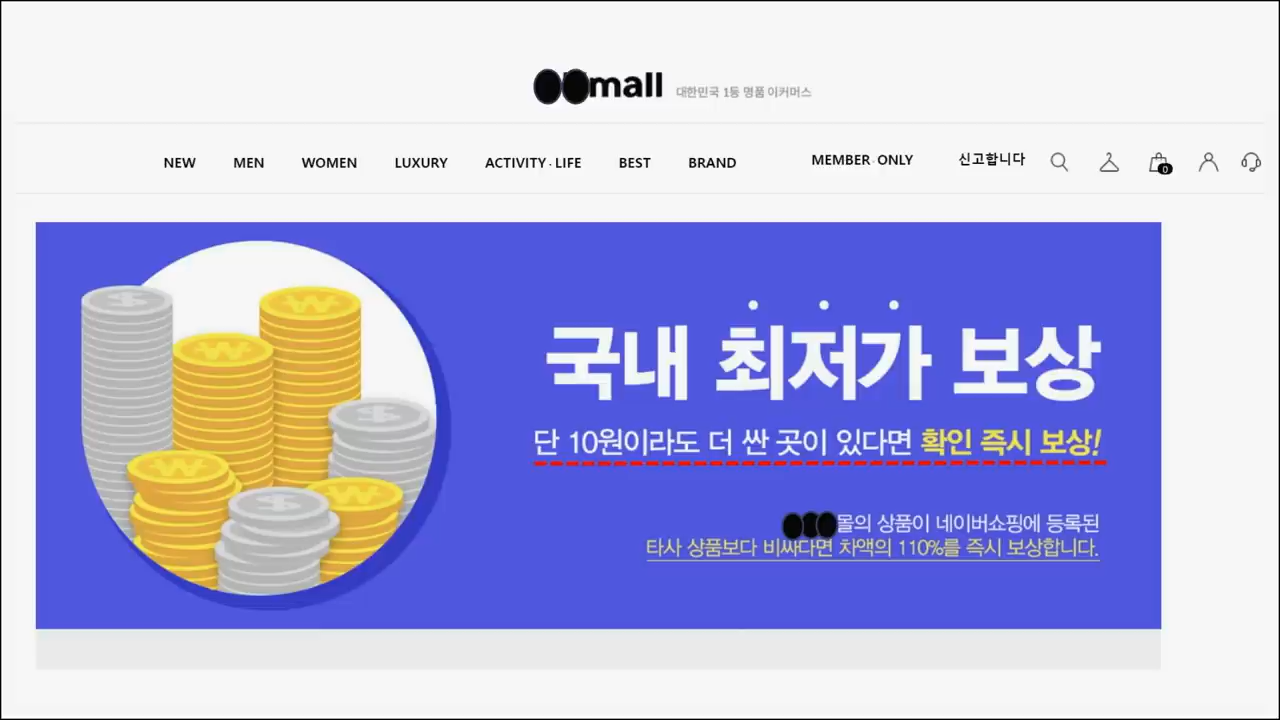 mall 대한민국 1등 명품 이커머스
NEW MEN WOMEN LUXURY ACTIVITY · LIFE BEST BRAND MEMBER · ONLY 신고합니다
0
국내 최저가 보상
단 10원이라도 더 싼 곳이 있다면 확인 즉시 보상!
몰의 상품이 네이버쇼핑에 등록된
타사 상품보다 비싸다면 차액의 110%를 즉시 보상합니다.